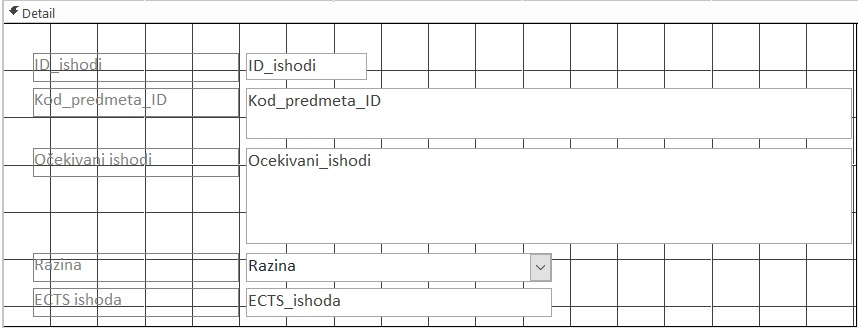 Detail
ID_ishodi ID_ishodi
Kod_predmeta_ID Kod_predmeta_ID
Očekivani ishodi Ocekivani_ishodi
Razina Razina
ECTS ishoda ECTS_ishoda